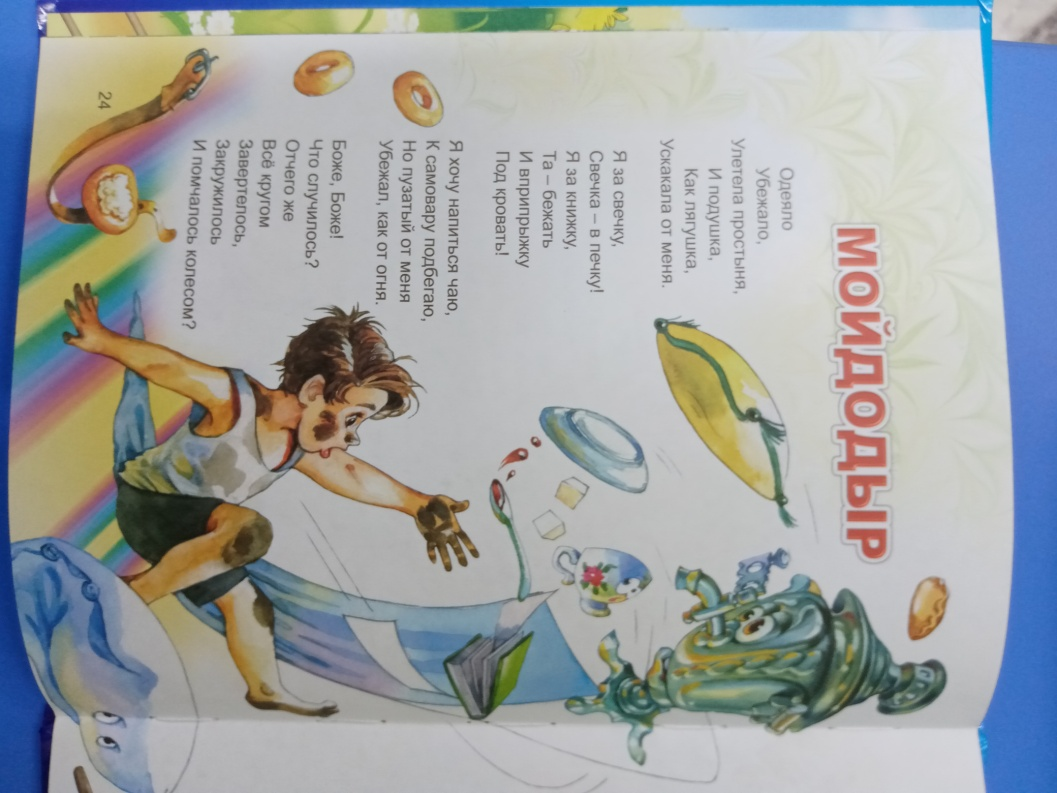 МОЙДОДЫР
Одеяло
Убежало,
Улетела простыня,
И подушка,
Как лягушка,
Ускакала от меня.
Я за свечку,
Свечка – в печку!
Я за книжку,
Та – бежать
И вприпрыжку
Под кровать!
Я хочу напиться чаю,
К самовару подбегаю,
Но пузатый от меня
Убежал, как от огня.
Боже, Боже!
Что случилось?
Отчего же
Всё кругом
Завертелось,
Закружилось
И помчалось колесом?
24